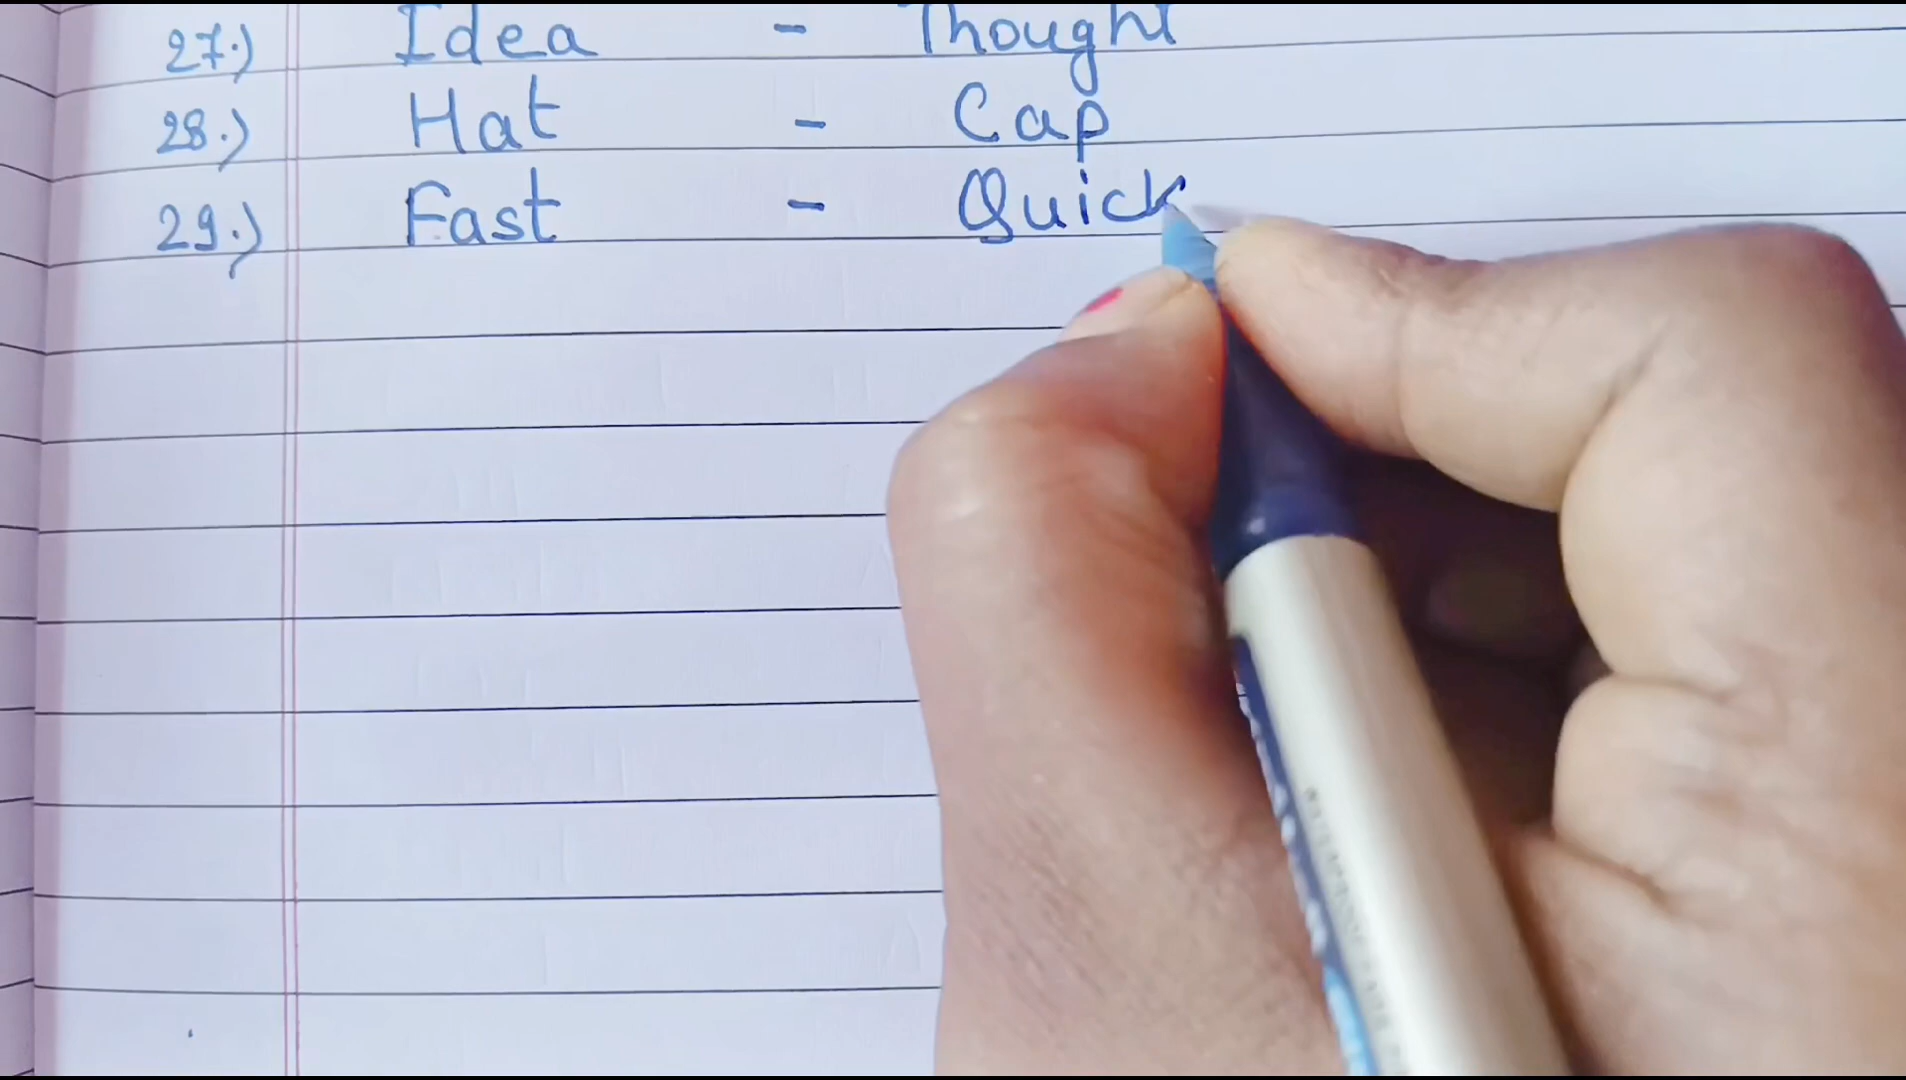 27.) Idea - Thought
28.) Hat - Cap
29.) Fast - Quick